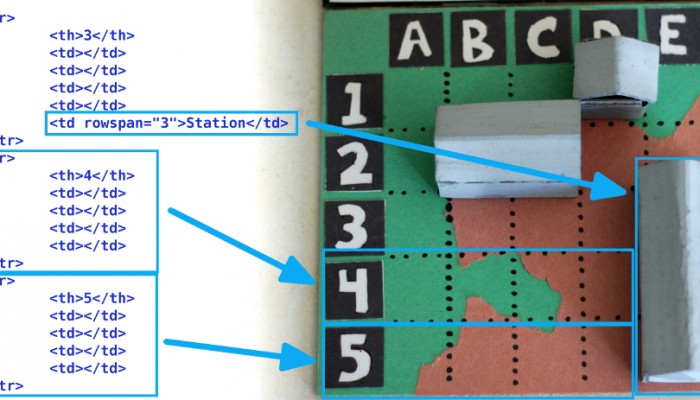 r>
<th>3</th>
<td></td>
<td></td>
<td></td>
<td></td>
<td rowspan="3">Station</td>
tr>
r>
<th>4</th>
<td></td>
<td></td>
<td></td>
<td></td>
tr>
r>
<th>5</th>
<td></td>
<td></td>
<td></td>
<td></td>
tr>
A B C D E
1
2
3
4
5